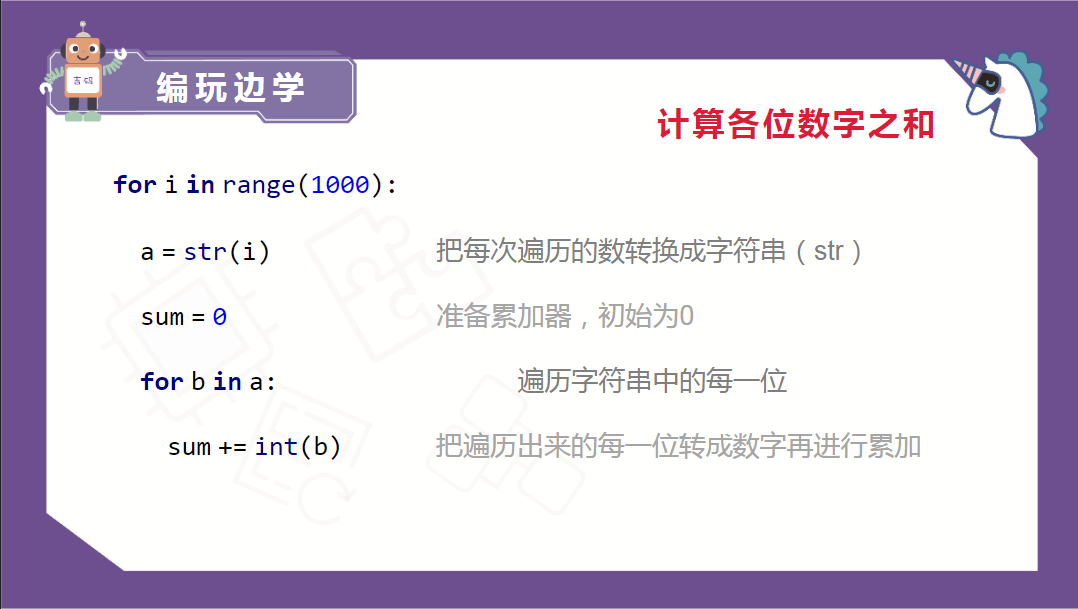 吉码
编玩边学
计算各位数字之和
for i in range(1000):
a = str(i) 把每次遍历的数转换成字符串（str）
sum = 0 准备累加器，初始为0
for b in a: 遍历字符串中的每一位
sum += int(b) 把遍历出来的每一位转成数字再进行累加